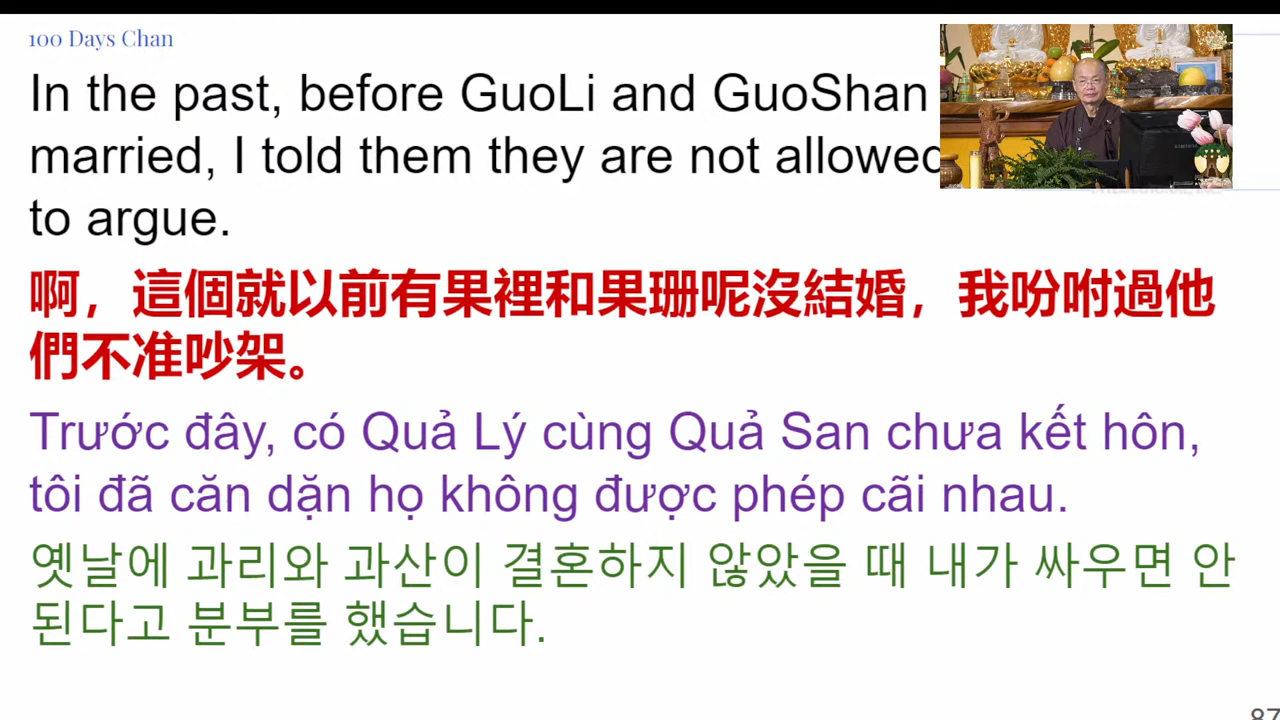 100 Days Chan
In the past, before GuoLi and GuoShan
married, I told them they are not allowed
to argue.
啊，這個就以前有果裡和果珊呢沒結婚，我吩咐過他
們不准吵架。
Trước đây, có Quả Lý cùng Quả San chưa kết hôn,
tôi đã căn dặn họ không được phép cãi nhau.
옛날에 과리와 과산이 결혼하지 않았을 때 내가 싸우면 안
된다고 분부를 했습니다.
87